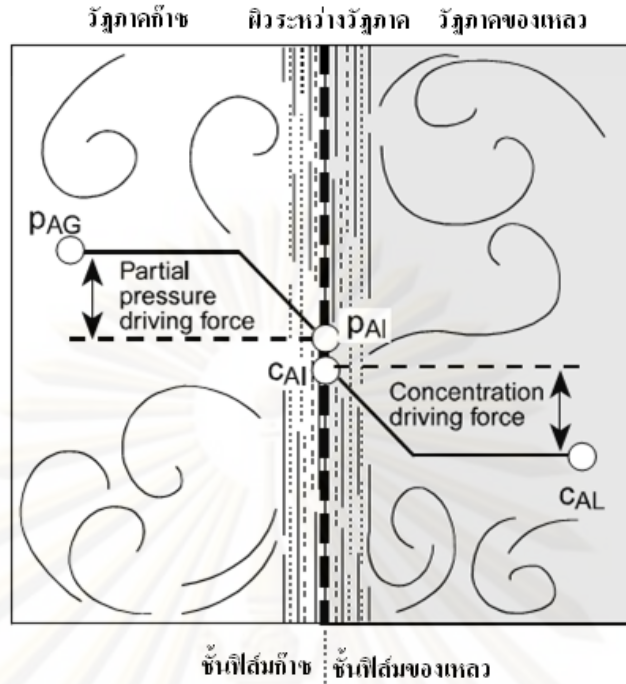 วัฏภาคก๊าซ ผิวระหว่างวัฏภาค วัฏภาคของเหลว
pAG
Partial
pressure
driving force
pAI
cAI
Concentration
driving force
cAL
ชั้นฟิล์มก๊าซ ชั้นฟิล์มของเหลว